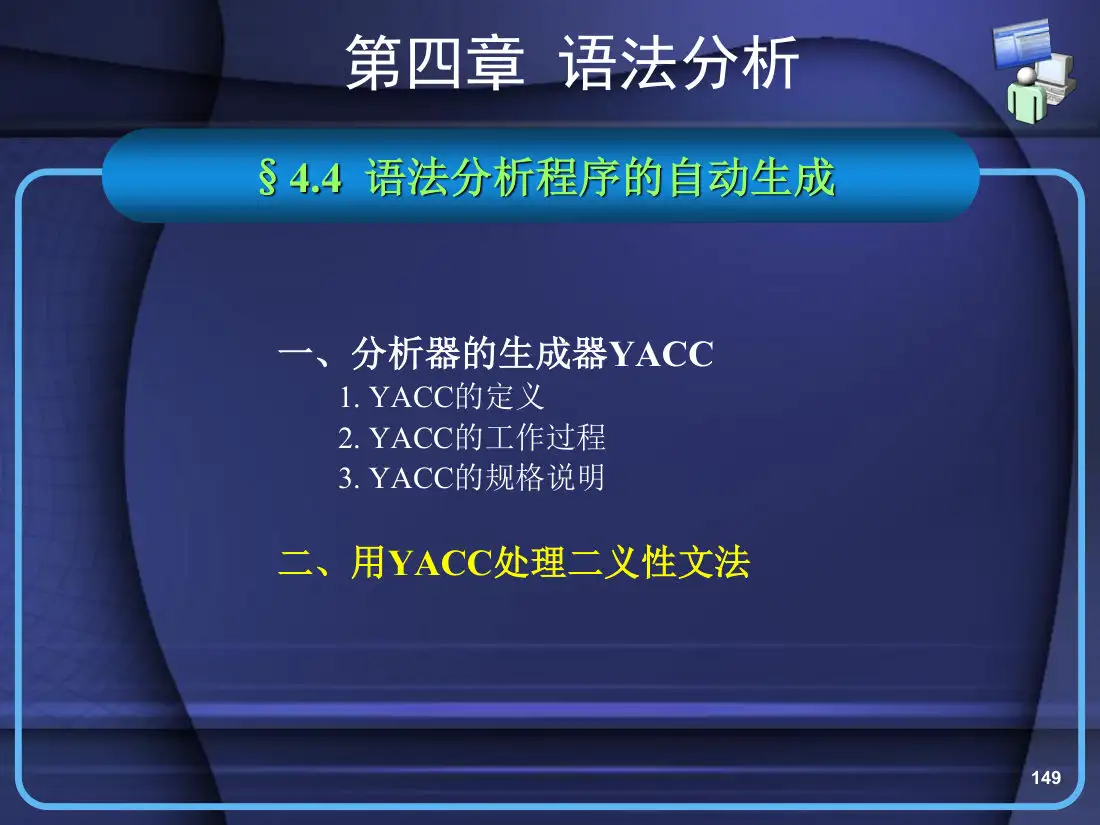 第四章 语法分析
§4.4 语法分析程序的自动生成
一、分析器的生成器YACC
1. YACC的定义
2. YACC的工作过程
3. YACC的规格说明
二、用YACC处理二义性文法
149